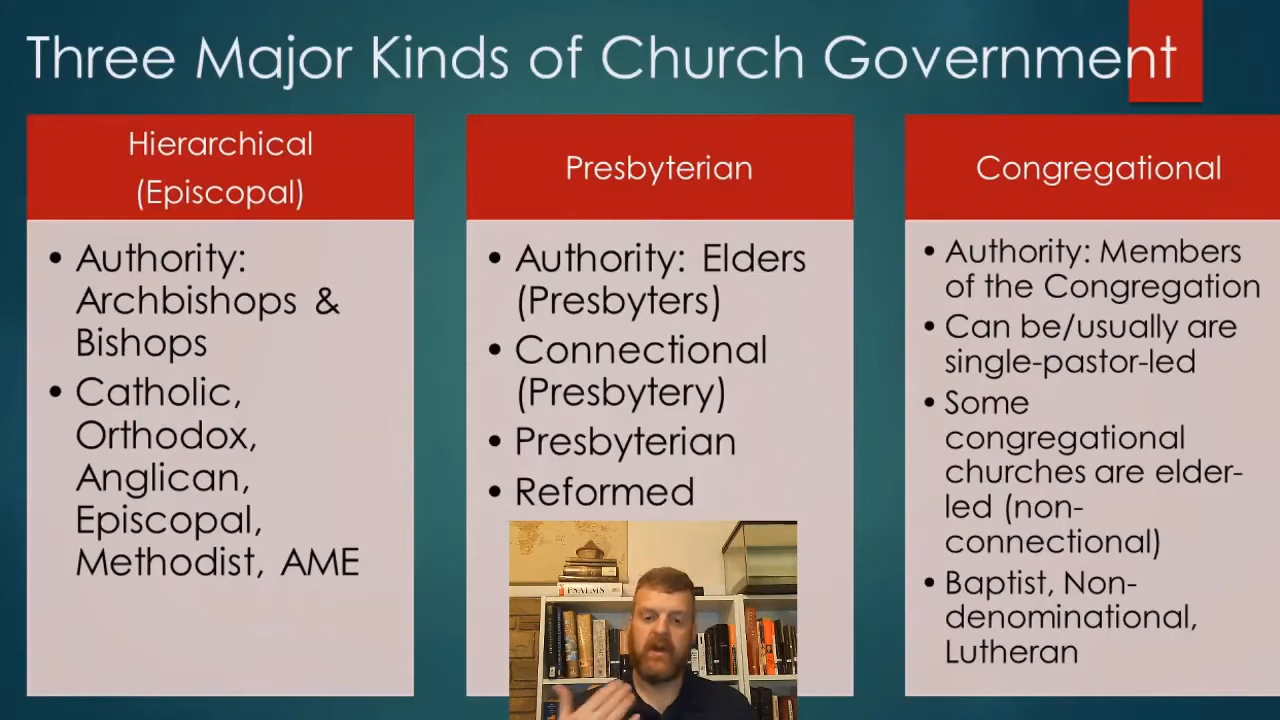 Three Major Kinds of Church Government
Hierarchical
(Episcopal)
• Authority:
Archbishops &
Bishops
• Catholic,
Orthodox,
Anglican,
Episcopal,
Methodist, AME
Presbyterian
• Authority: Elders
(Presbyters)
• Connectional
(Presbytery)
• Presbyterian
• Reformed
Congregational
• Authority: Members
of the Congregation
• Can be/usually are
single-pastor-led
• Some
congregational
churches are elder-
led (non-
connectional)
• Baptist, Non-
denominational,
Lutheran
PSALMS